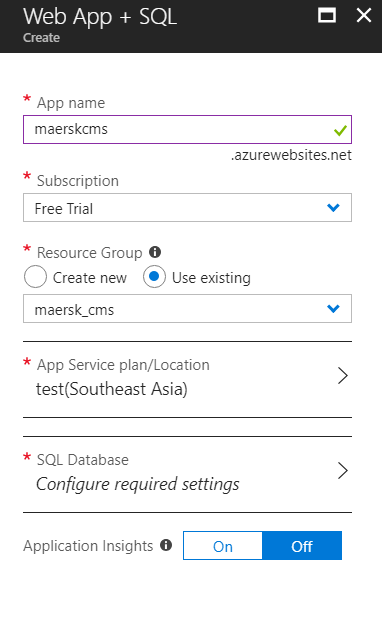 Web App + SQL
Create
* App name
maerskcms
.azurewebsites.net
* Subscription
Free Trial
* Resource Group
Create new Use existing
maersk_cms
* App Service plan/Location
test(Southeast Asia)
* SQL Database
Configure required settings
Application Insights On Off